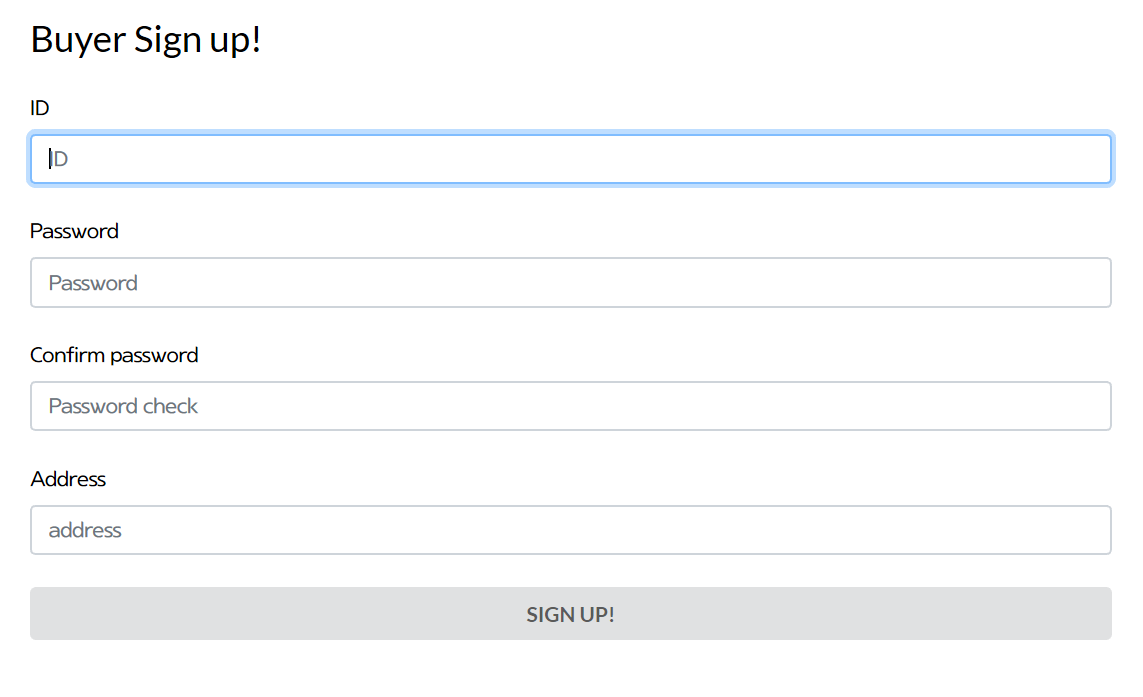 Buyer Sign up!
ID
ID
Password
Password
Confirm password
Password check
Address
address
SIGN UP!